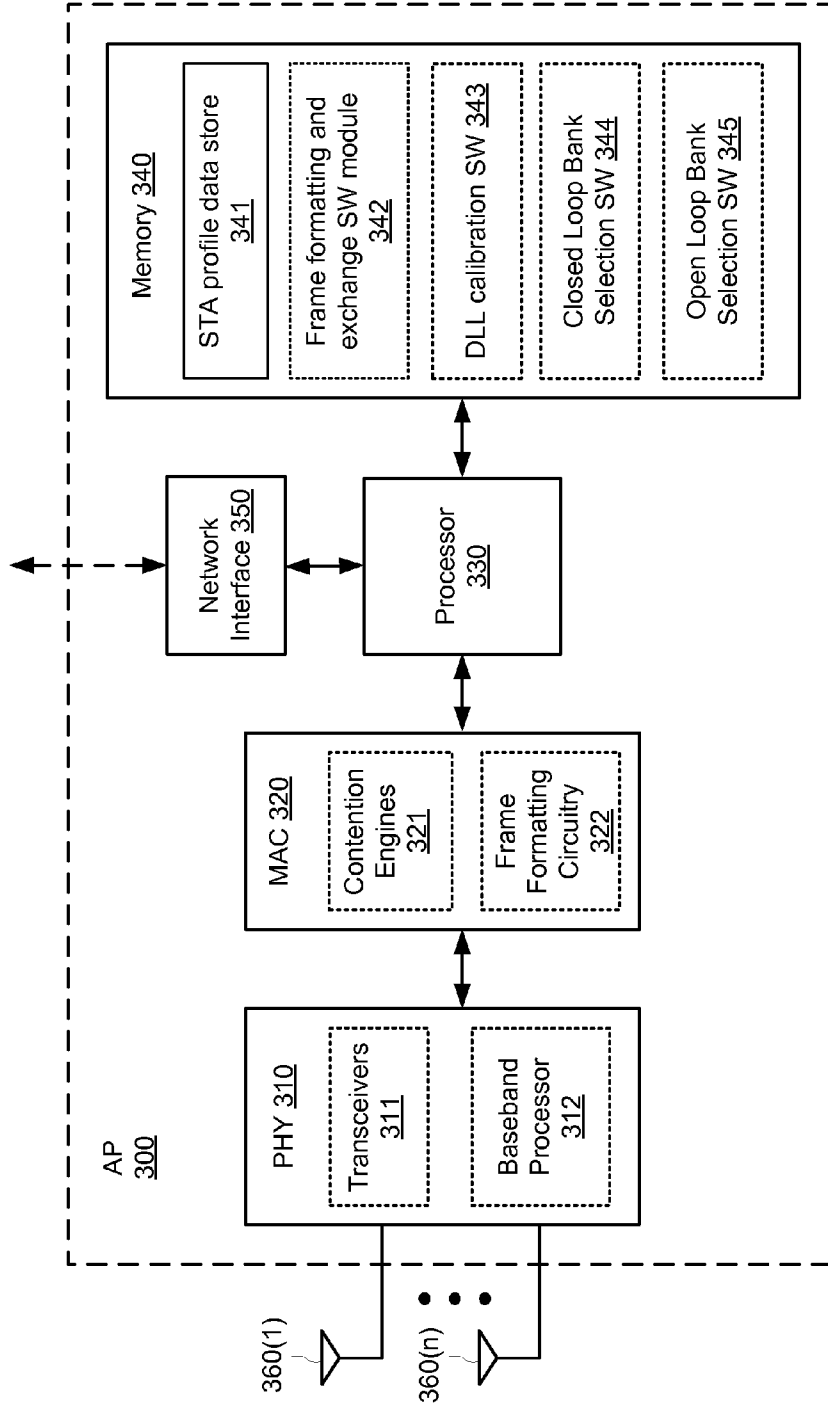 AP
300
360(1)
360(n)
PHY 310
Transceivers
311
Baseband
Processor
312
MAC 320
Contention
Engines
321
Frame
Formatting
Circuitry
322
Network
Interface 350
Processor
330
Memory 340
STA profile data store
341
Frame formatting and
exchange SW module
342
DLL calibration SW 343
Closed Loop Bank
Selection SW 344
Open Loop Bank
Selection SW 345